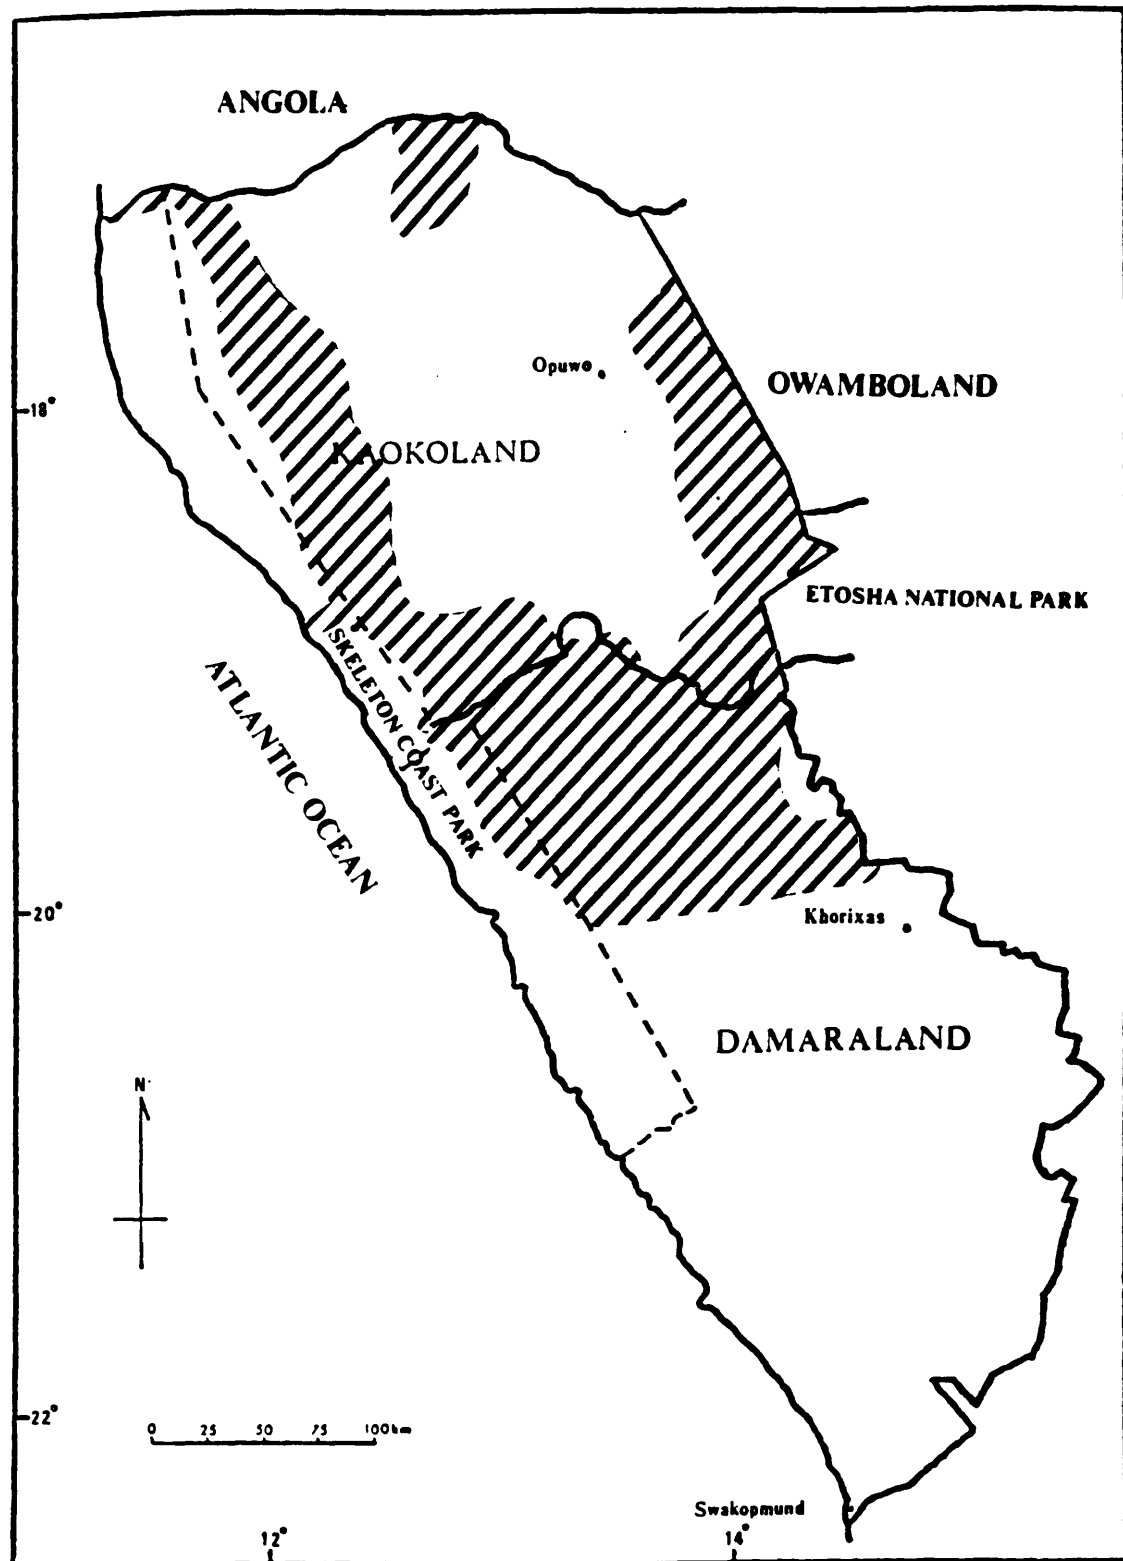 ANGOLA
Opuwo
OWAMBOLAND
18°
KAOKOLAND
ETOSHA NATIONAL PARK
SKELETON COAST PARK
ATLANTIC OCEAN
20°
Khorixas
DAMARALAND
N
22°
0 25 50 75 100km
Swakopmund
12° 14°